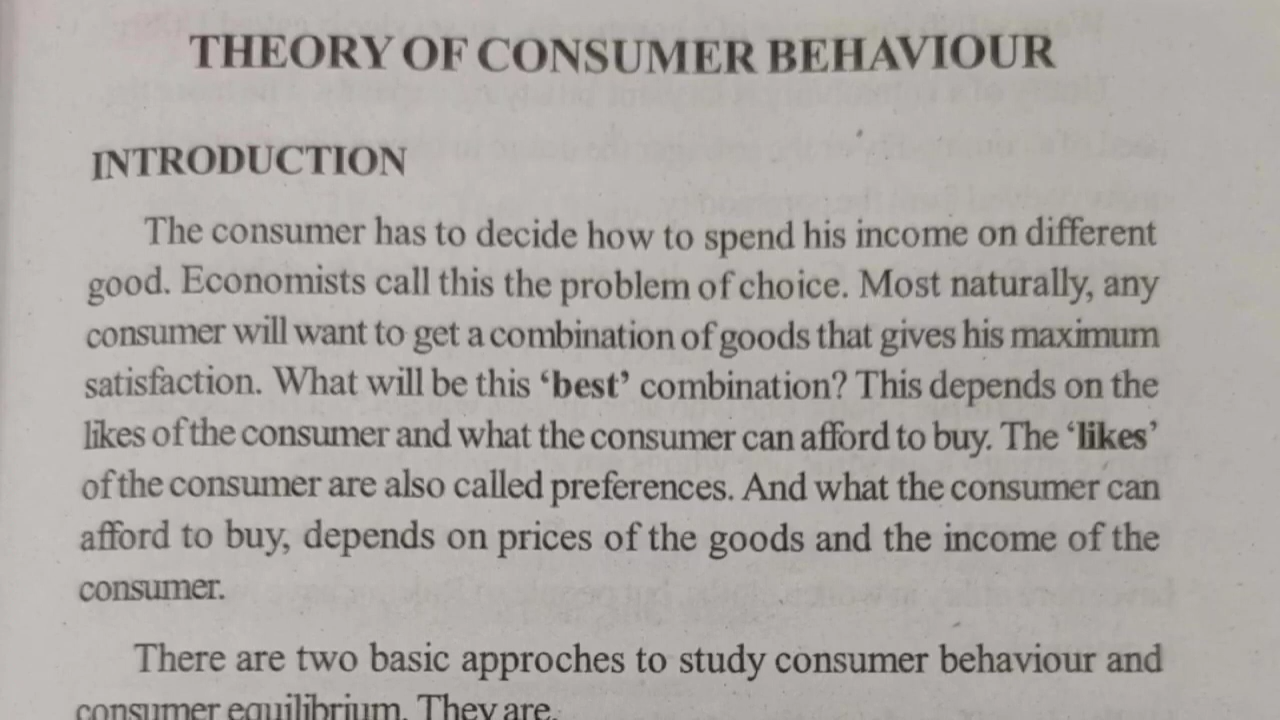 THEORY OF CONSUMER BEHAVIOUR
INTRODUCTION
The consumer has to decide how to spend his income on different
good. Economists call this the problem of choice. Most naturally, any
consumer will want to get a combination of goods that gives his maximum
satisfaction. What will be this ‘best’ combination? This depends on the
likes of the consumer and what the consumer can afford to buy. The ‘likes’
of the consumer are also called preferences. And what the consumer can
afford to buy, depends on prices of the goods and the income of the
consumer.
There are two basic approches to study consumer behaviour and
consumer equilibrium. They are.